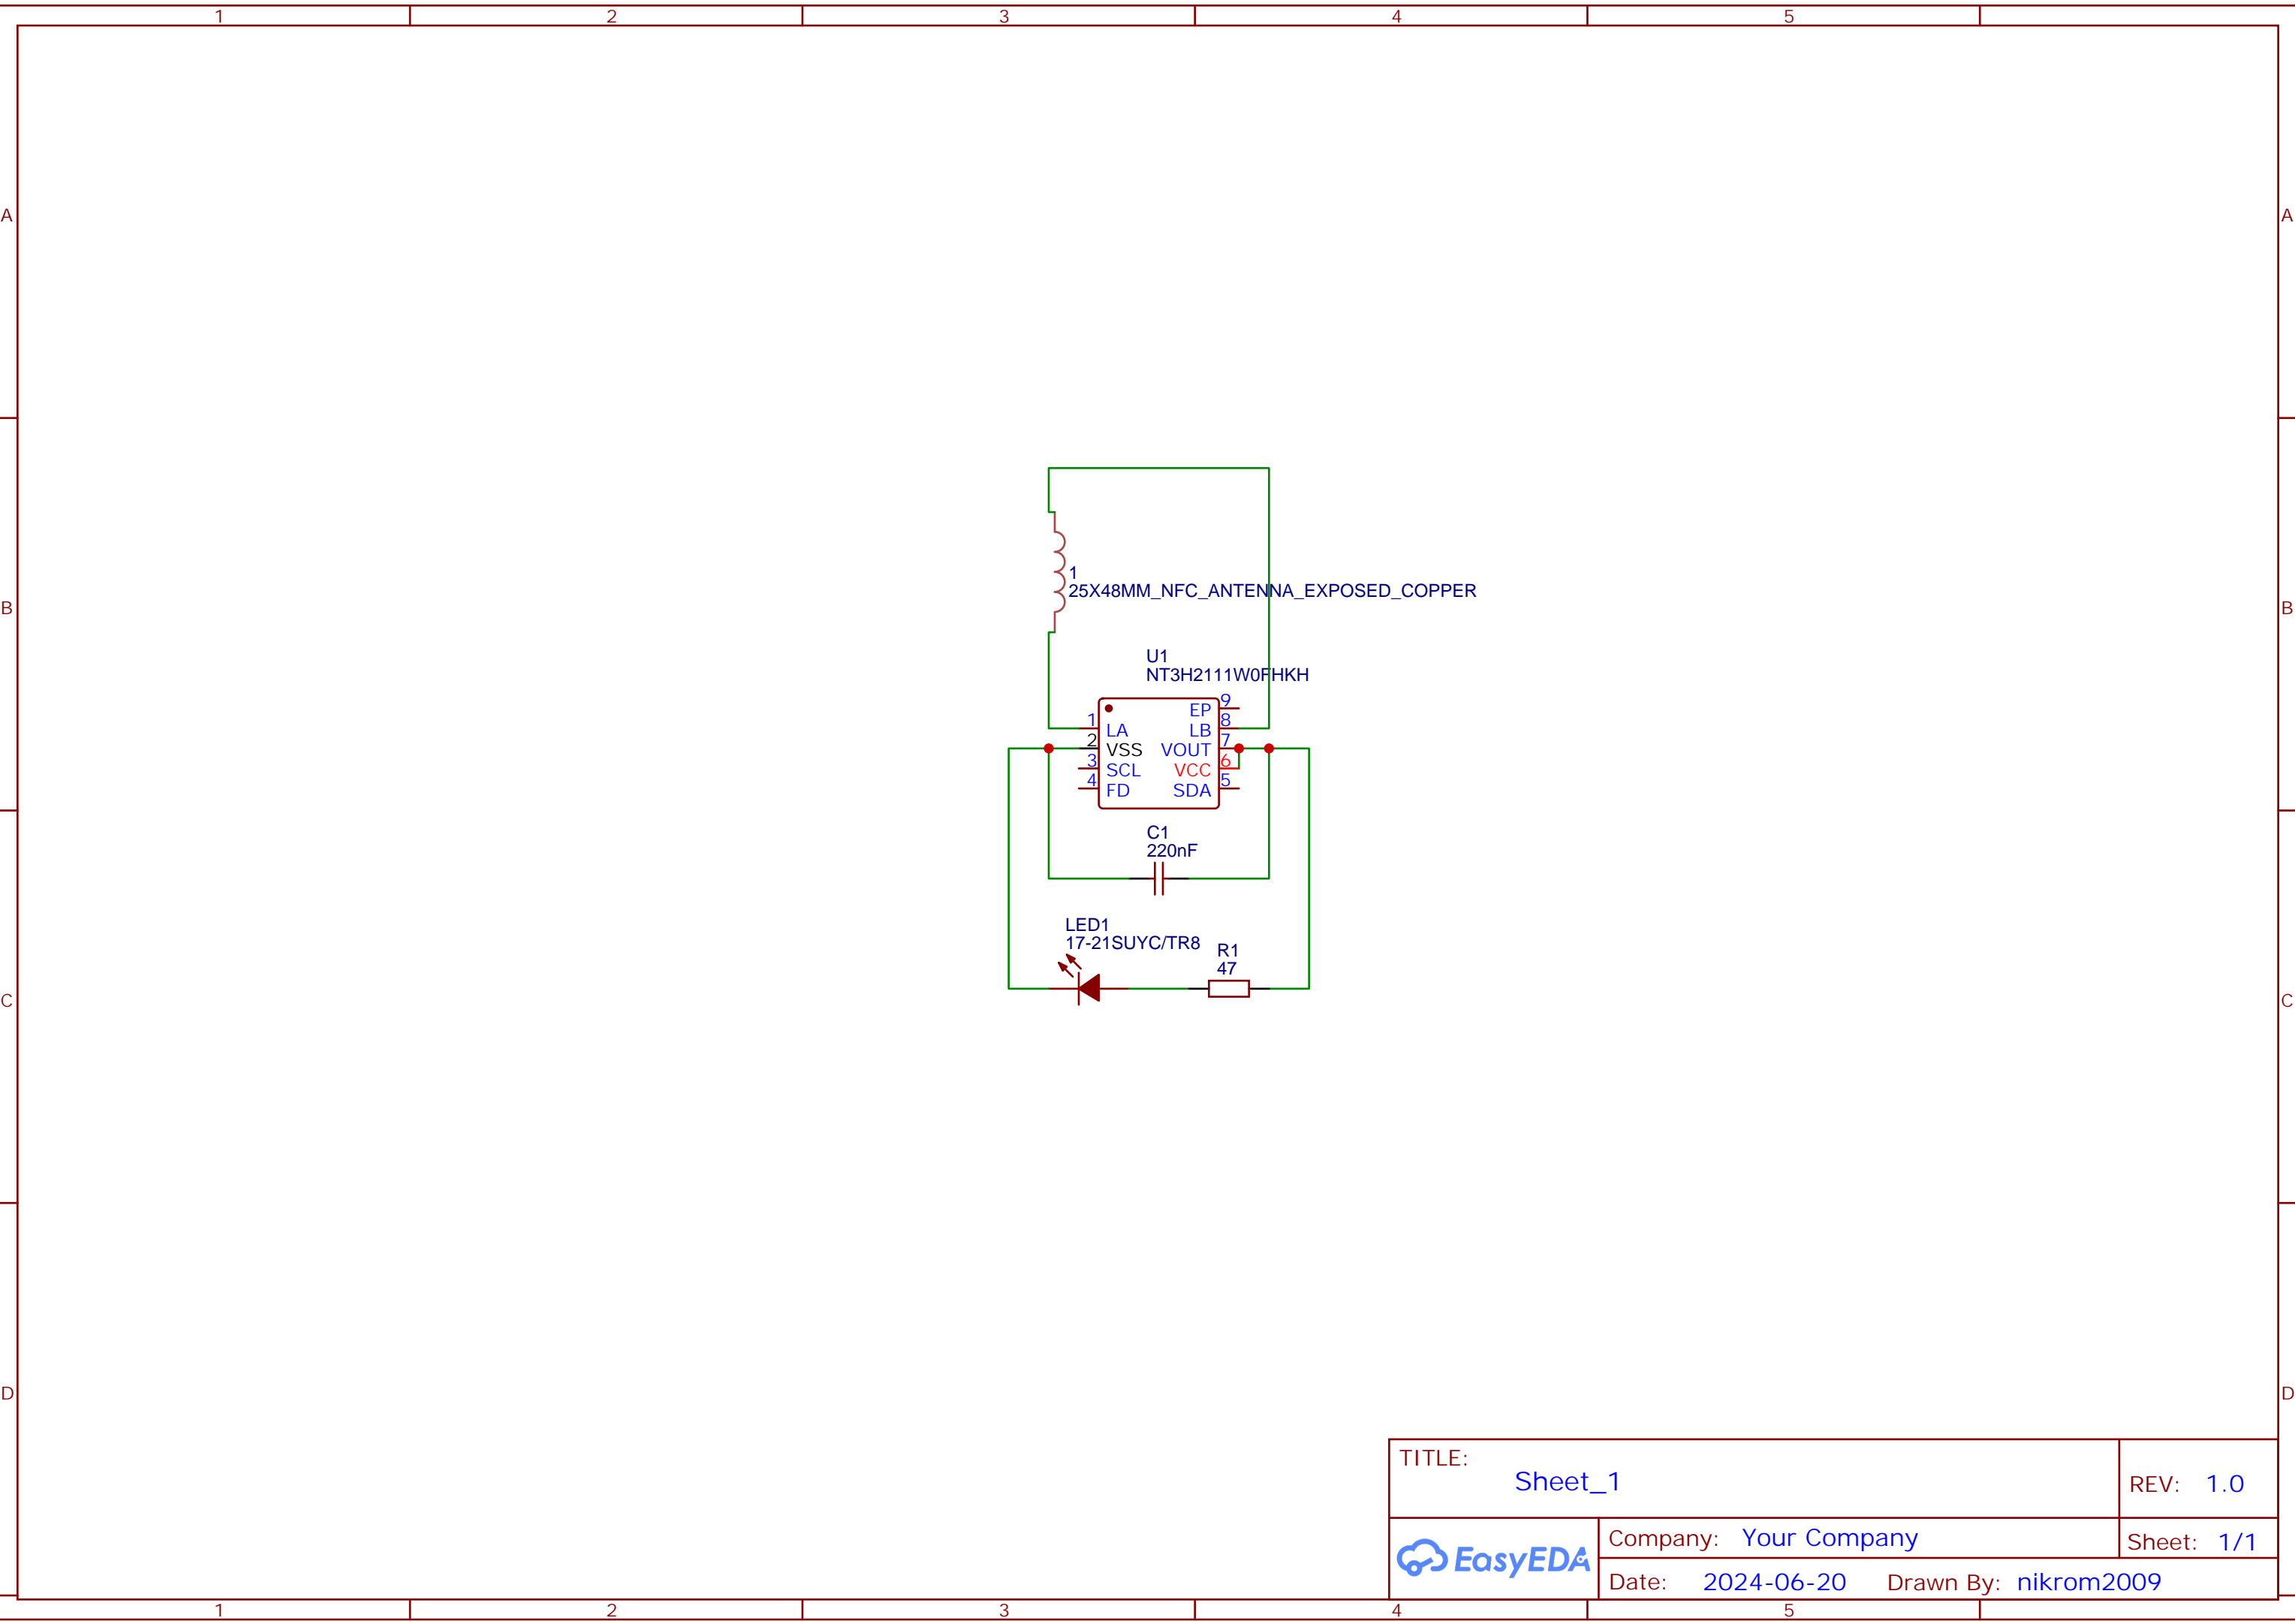 1 2 3 4 5
A A
1
25X48MM_NFC_ANTENNA_EXPOSED_COPPER
B B
U1
NT3H2111W0FHKH
EP 9
1 LA LB 8
2 VSS VOUT 7
3 SCL VCC 6
4 FD SDA 5
C1
220nF
LED1
17-21SUYC/TR8
R1
47
C C
D D
TITLE:
Sheet_1
REV: 1.0
EasyEDA
Company: Your Company
Sheet: 1/1
Date: 2024-06-20 Drawn By: nikrom2009
1 2 3 4 5